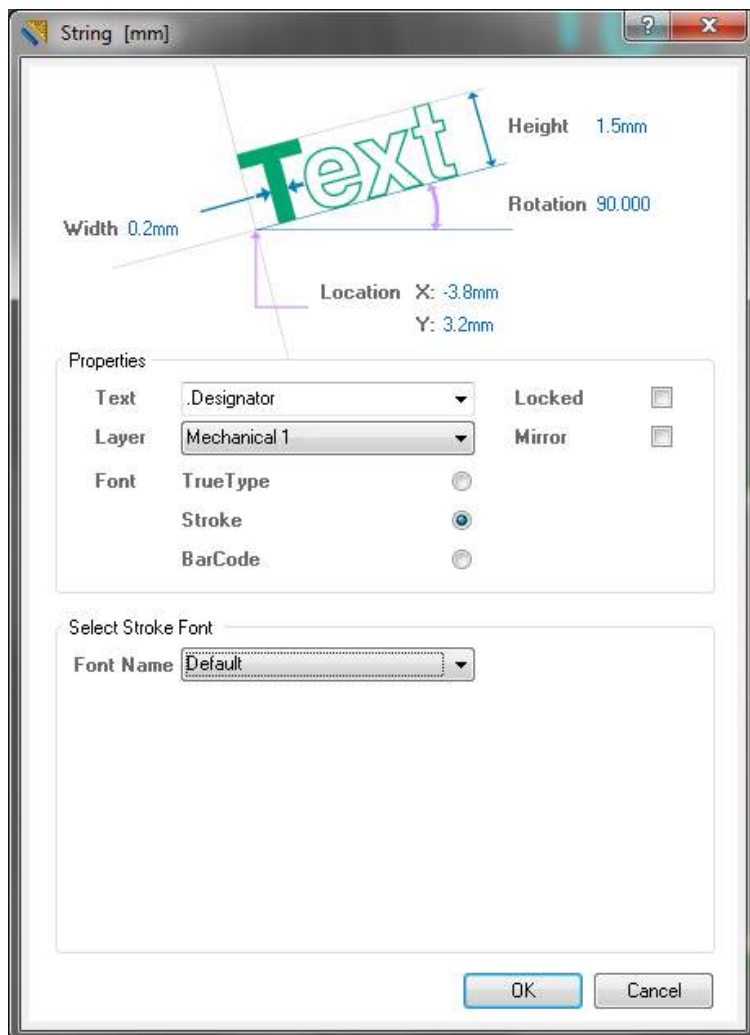 String [mm]
?
Text
Height 1.5mm
Rotation 90.000
Width 0.2mm
Location X: -3.8mm
Y: 3.2mm
Properties
Text .Designator Locked
Layer Mechanical 1 Mirror
Font TrueType
Stroke
BarCode
Select Stroke Font
Font Name Default
OK Cancel